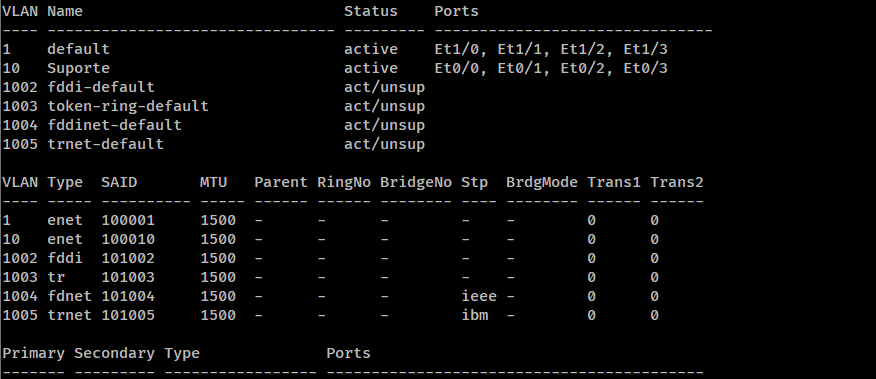 VLAN Name                             Status    Ports
---- -------------------------------- --------- -------------------------------
1    default                          active    Et1/0, Et1/1, Et1/2, Et1/3
10   Suporte                          active    Et0/0, Et0/1, Et0/2, Et0/3
1002 fddi-default                     act/unsup
1003 token-ring-default               act/unsup
1004 fddinet-default                  act/unsup
1005 trnet-default                    act/unsup
VLAN Type  SAID       MTU   Parent RingNo BridgeNo Stp  BrdgMode Trans1 Trans2
---- ----- ---------- ----- ------ ------ -------- ---- -------- ------ ------
1    enet  100001     1500  -      -      -        -    -        0      0
10   enet  100010     1500  -      -      -        -    -        0      0
1002 fddi  101002     1500  -      -      -        -    -        0      0
1003 tr    101003     1500  -      -      -        -    -        0      0
1004 fdnet 101004     1500  -      -      -        ieee -        0      0
1005 trnet 101005     1500  -      -      -        ibm  -        0      0
Primary Secondary Type              Ports
------- --------- ----------------- ------------------------------------------